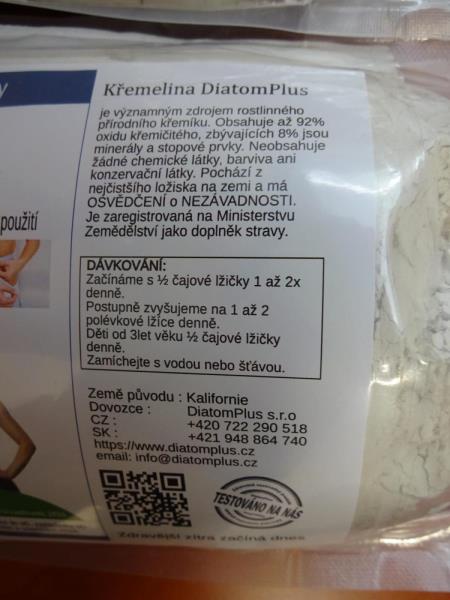 y
použití
Křemelina DiatomPlus
je významným zdrojem rostlinného
přírodního křemíku. Obsahuje až 92%
oxidu křemičitého, zbývajících 8% jsou
minerály a stopové prvky. Neobsahuje
žádné chemické látky, barviva ani
konzervační látky. Pochází z
nejčistšího ložiska na zemi a má
OSVĚDČENÍ o NEZÁVADNOSTI.
Je zaregistrovaná na Ministerstvu
Zemědělství jako doplněk stravy.
DÁVKOVÁNÍ:
Začínáme s ½ čajové lžičky 1 až 2x
denně.
Postupně zvyšujeme na 1 až 2
polévkové lžíce denně.
Děti od 3let věku ½ čajové lžičky
denně.
Zamíchejte s vodou nebo šťávou.
Země původu : Kalifornie
Dovozce : DiatomPlus s.r.o
CZ : +420 722 290 518
SK : +421 948 864 740
https://www.diatomplus.cz
email: info@diatomplus.cz
TESTOVÁNO NA NÁS
Zdravější zítra začíná dnes